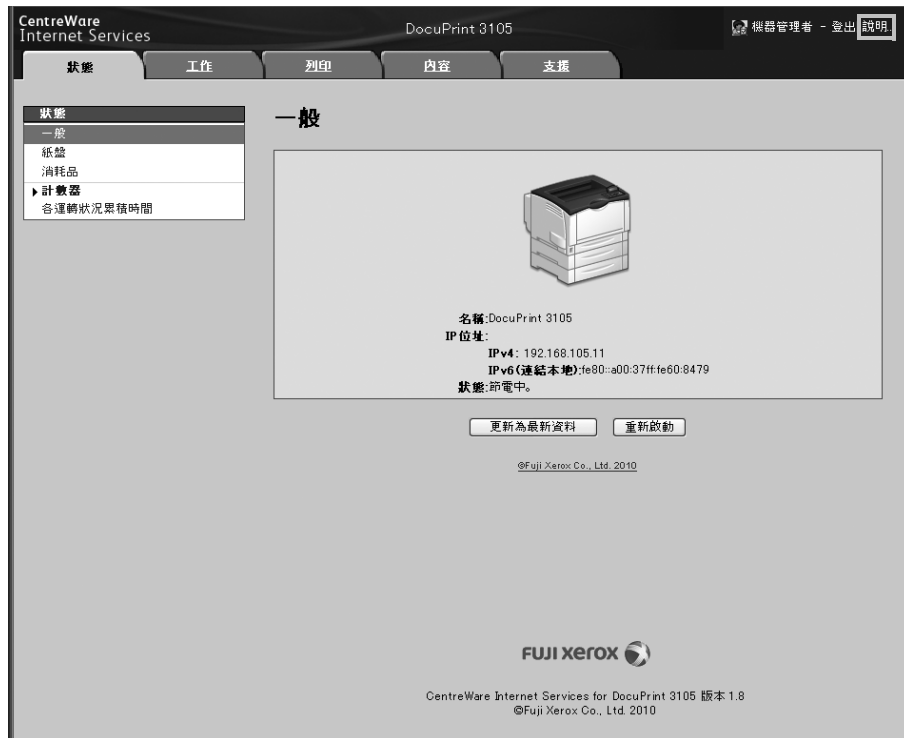 CentreWare
Internet Services
DocuPrint 3105
機器管理者 - 登出 說明.
狀態
工作
列印
內容
支援
狀態
一般
紙盤
消耗品
計數器
各運轉狀況累積時間
一般
名稱:DocuPrint 3105
IP位址:
IPv4: 192.168.105.11
IPv6(連結本地):fe80::a00:37ff:fe60:8479
狀態:節電中。
更新為最新資料
重新啟動
©Fuji Xerox Co., Ltd. 2010
FUJI xerox
CentreWare Internet Services for DocuPrint 3105 版本 1.8
©Fuji Xerox Co., Ltd. 2010